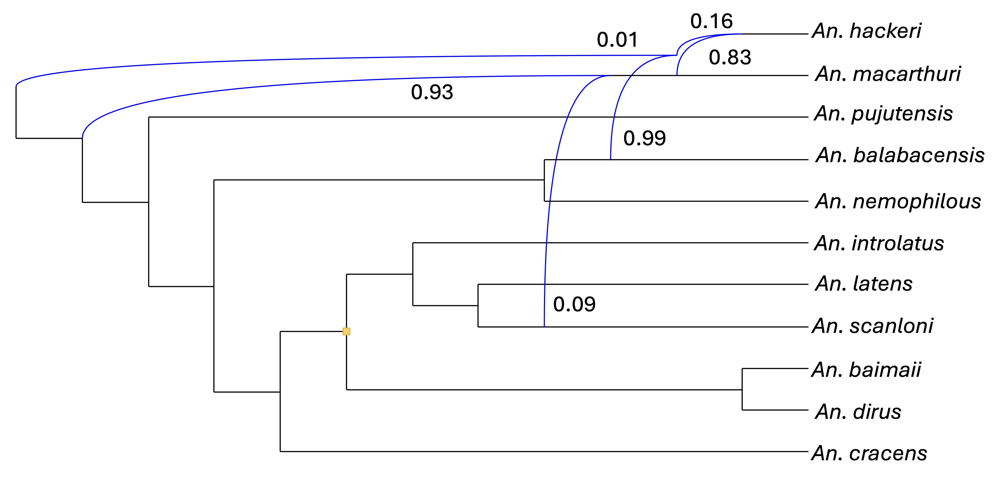 0.16
An. hackeri
0.01
0.83
An. macarthuri
0.93
An. pujutensis
0.99
An. balabacensis
An. nemophilous
An. introlatus
An. latens
0.09
An. scanloni
An. baimaii
An. dirus
An. cracens